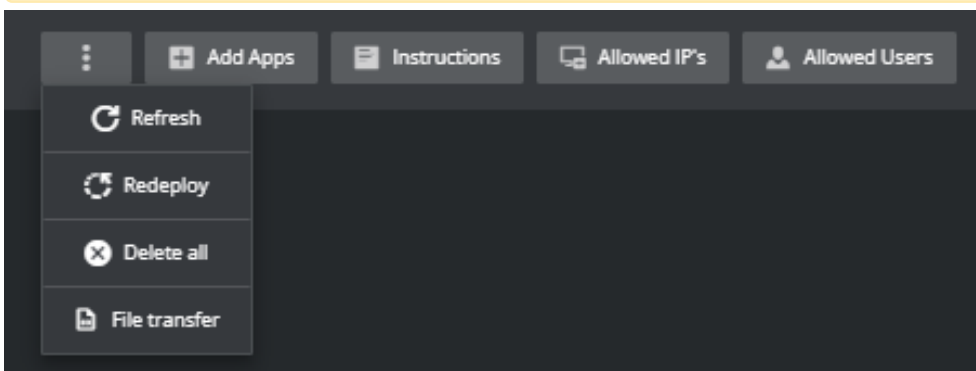 Add Apps Instructions Allowed IP's Allowed Users
Refresh
Redeploy
Delete all
File transfer